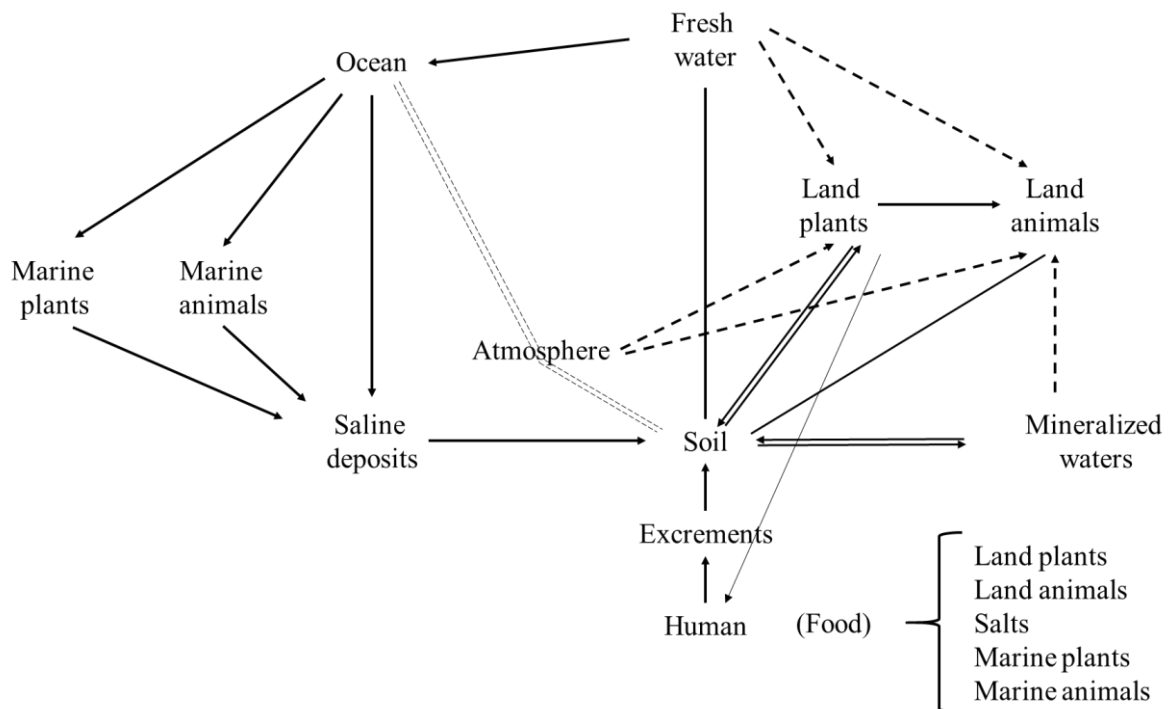 Fresh
water
Ocean
Land
plants
Land
animals
Marine
plants
Marine
animals
Atmosphere
Saline
deposits
Soil
Mineralized
waters
Excrements
Human
(Food)
Land plants
Land animals
Salts
Marine plants
Marine animals